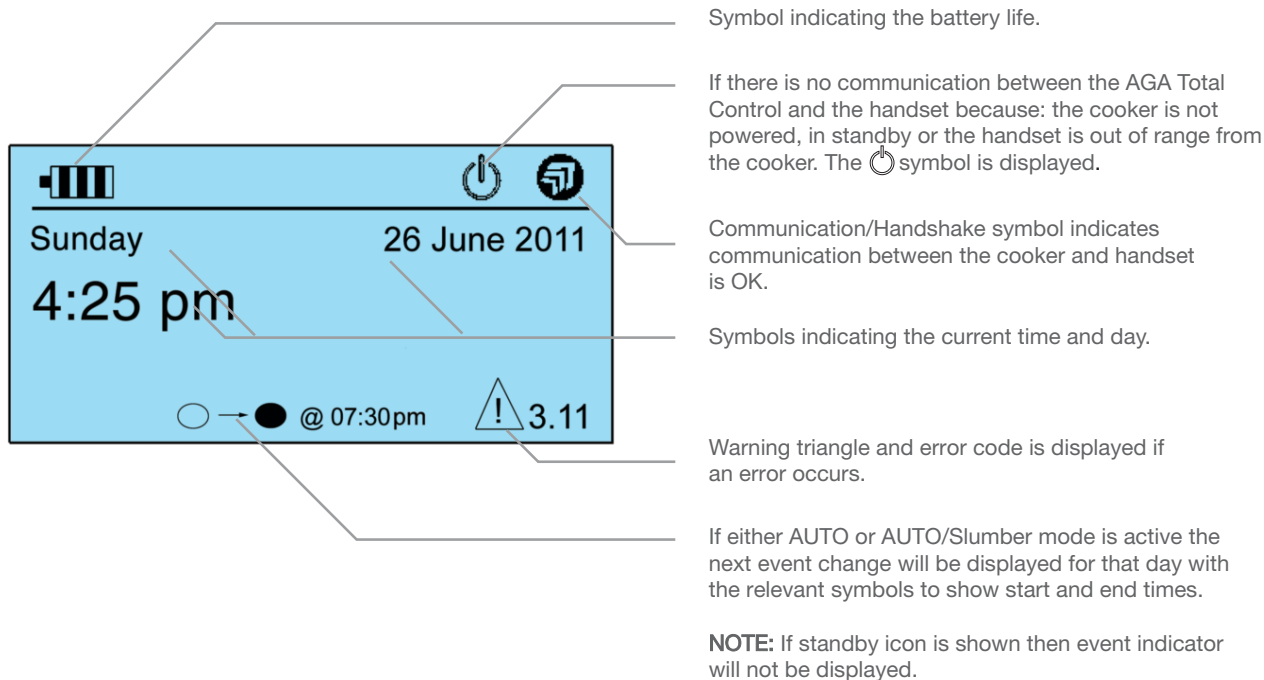 Symbol indicating the battery life.
If there is no communication between the AGA Total
Control and the handset because: the cooker is not
powered, in standby or the handset is out of range from
the cooker. The symbol is displayed.
Sunday 26 June 2011
4:25 pm
Communication/Handshake symbol indicates
communication between the cooker and handset
is OK.
Symbols indicating the current time and day.
@ 07:30pm ! 3.11
Warning triangle and error code is displayed if
an error occurs.
If either AUTO or AUTO/Slumber mode is active the
next event change will be displayed for that day with
the relevant symbols to show start and end times.
NOTE: If standby icon is shown then event indicator
will not be displayed.